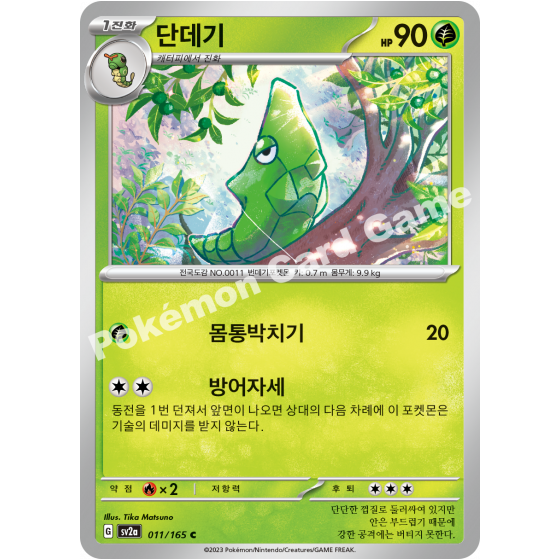 1진화
단데기
HP 90
캐터피에서 진화
전국도감 NO.0011 번데기포켓몬 키: 0.7 m 몸무게: 9.9 kg
Pokémon Card Game
몸통박치기 20
방어자세
동전을 1번 던져서 앞면이 나오면 상대의 다음 차례에 이 포켓몬은
기술의 데미지를 받지 않는다.
약점 ×2 저항력 후퇴
Illus. Tika Matsuno
G sv2a 011/165 C
단단한 껍질로 둘러싸여 있지만
안은 부드럽기 때문에
강한 공격에는 버티지 못한다.
©2023 Pokémon/Nintendo/Creatures/GAME FREAK.